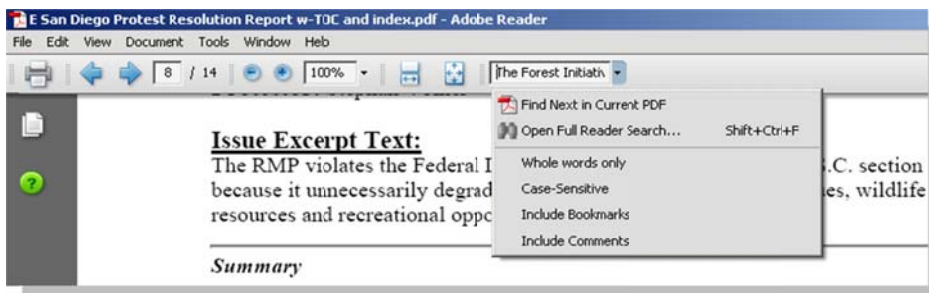 E San Diego Protest Resolution Report w-TOC and index.pdf - Adobe Reader
File Edit View Document Tools Window Help
8 / 14 100% The Forest Initiativ
Find Next in Current PDF
Open Full Reader Search... Shift+Ctrl+F
Whole words only
Case-Sensitive
Include Bookmarks
Include Comments
Issue Excerpt Text:
The RMP violates the Federal L .C. section
because it unnecessarily degrad es, wildlife
resources and recreational oppo
Summary